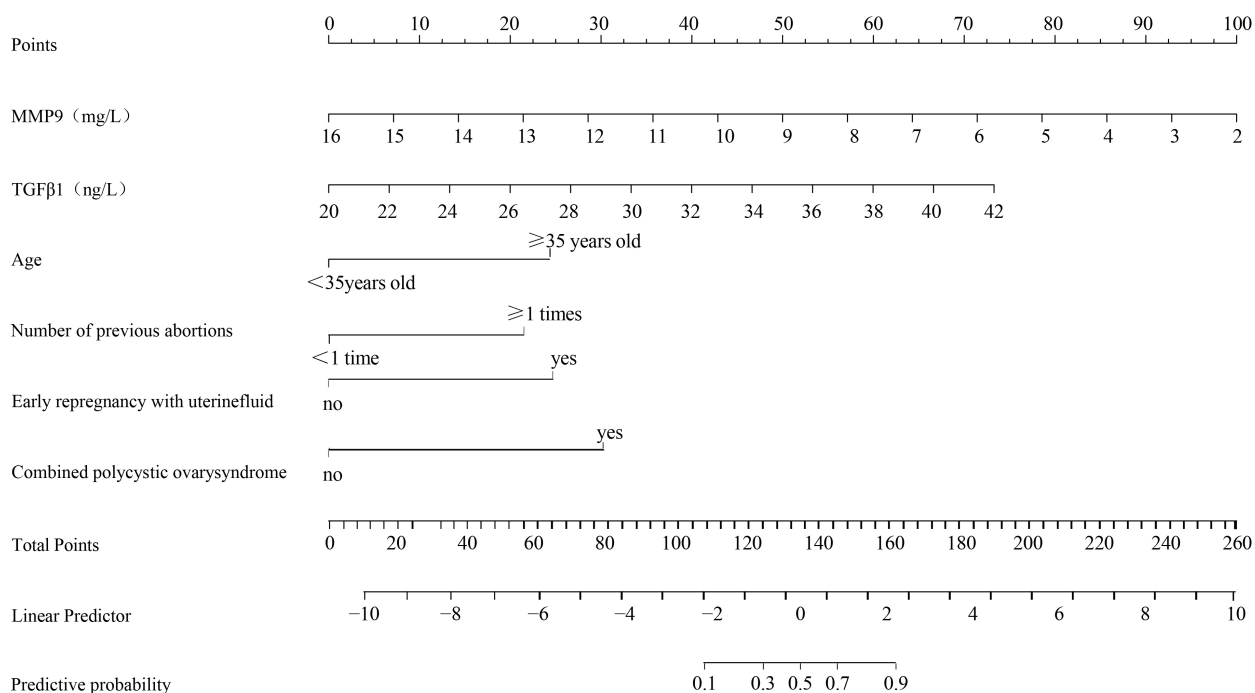 0 10 20 30 40 50 60 70 80 90 100
Points
MMP9（mg/L）
16 15 14 13 12 11 10 9 8 7 6 5 4 3 2
TGFβ1（ng/L）
20 22 24 26 28 30 32 34 36 38 40 42
≥35 years old
Age
<35years old
≥1 times
Number of previous abortions
<1 time
yes
Early repregnancy with uterinefluid
no
yes
Combined polycystic ovarysyndrome
no
Total Points
0 20 40 60 80 100 120 140 160 180 200 220 240 260
Linear Predictor
−10 −8 −6 −4 −2 0 2 4 6 8 10
Predictive probability
0.1 0.3 0.5 0.7 0.9